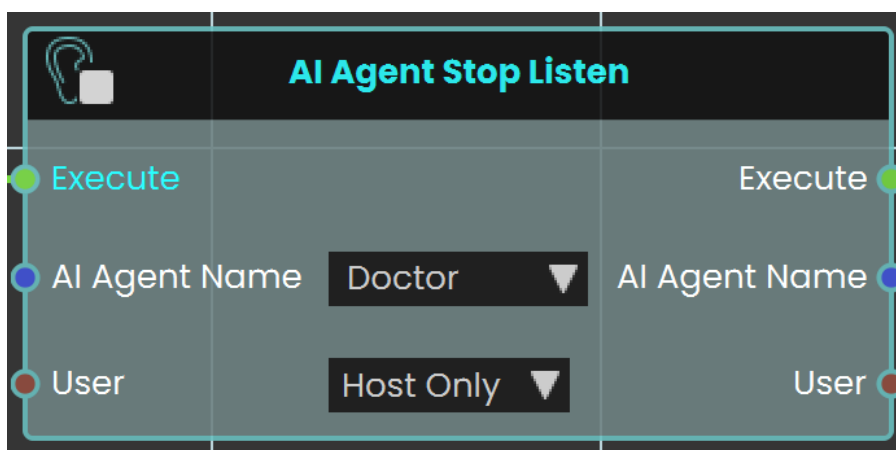 AI Agent Stop Listen
Execute Execute
AI Agent Name Doctor AI Agent Name
User Host Only User